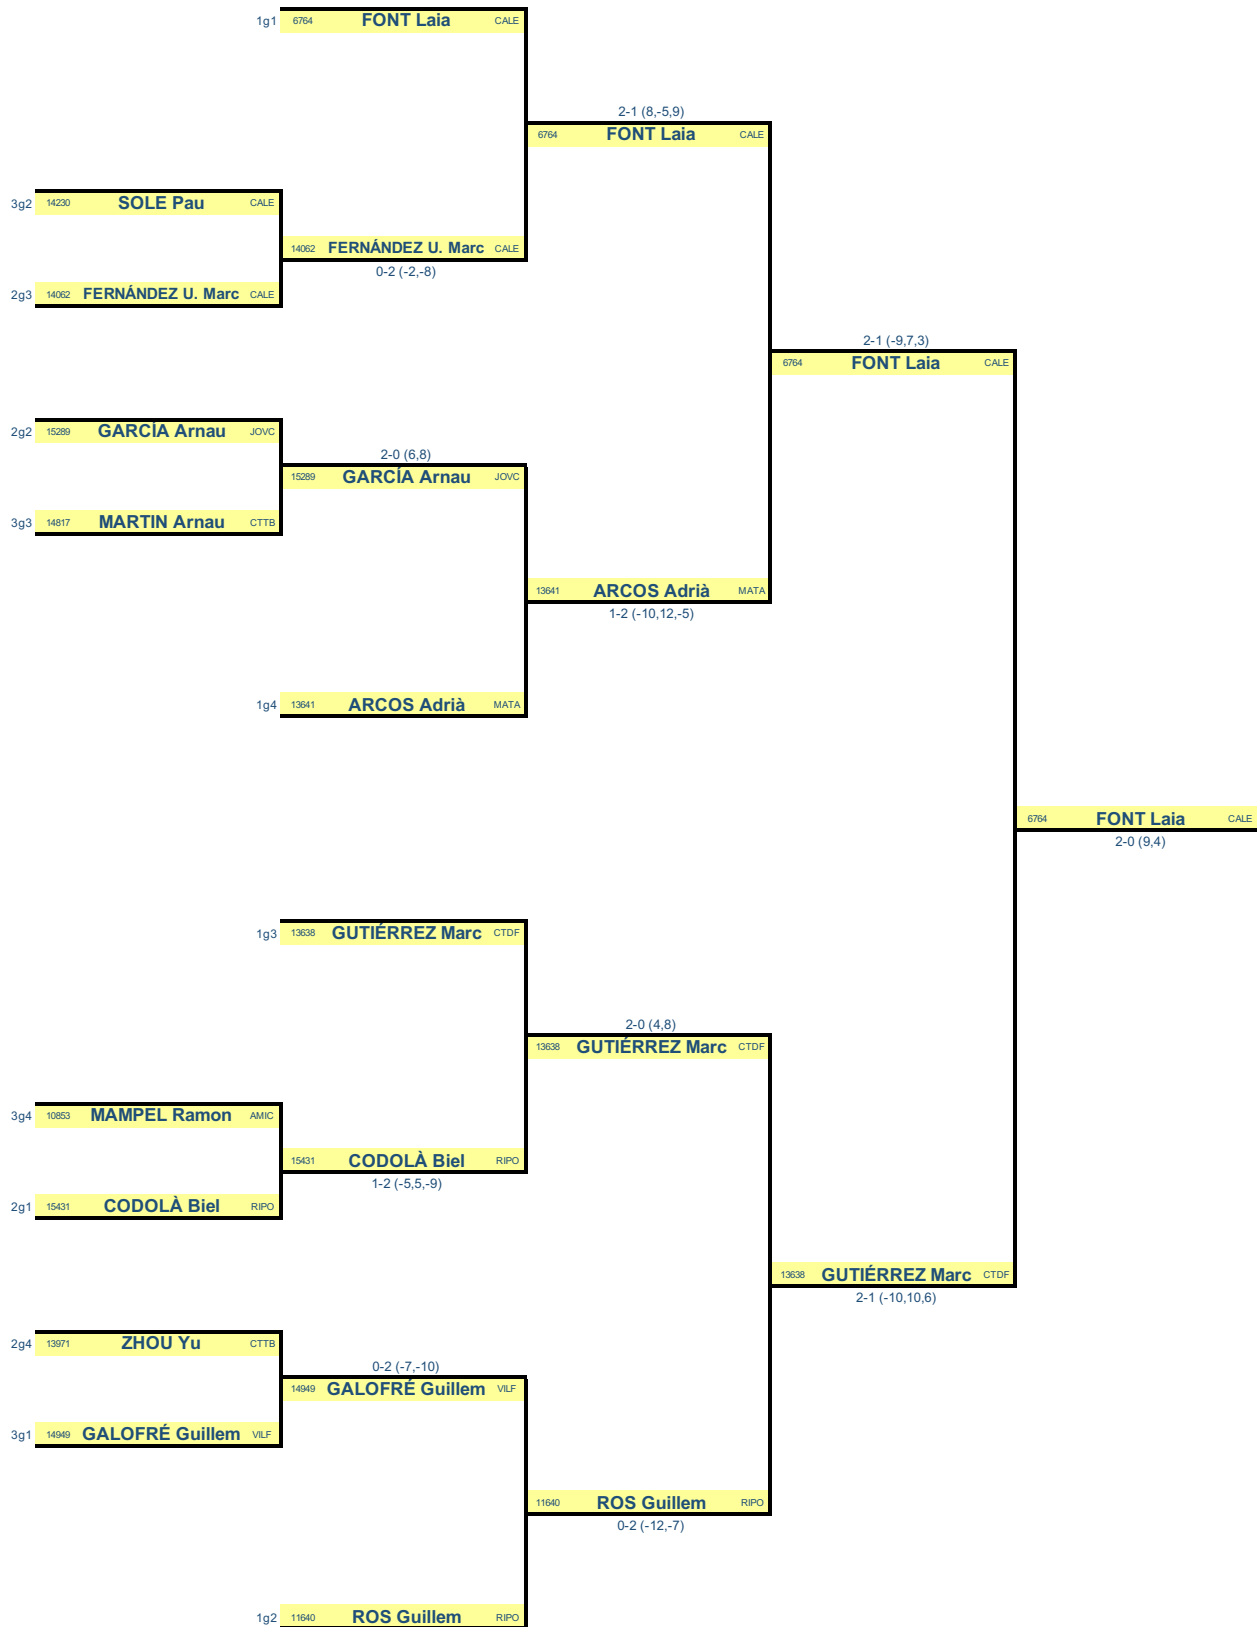 1g1 6764 FONT Laia CALE
2-1 (8,-5,9)
6764 FONT Laia CALE
3g2 14230 SOLE Pau CALE
14062 FERNÁNDEZ U. Marc CALE
0-2 (-2,-8)
2g3 14062 FERNÁNDEZ U. Marc CALE
2-1 (-9,7,3)
6764 FONT Laia CALE
2g2 15289 GARCÍA Arnau JOVC
2-0 (6,8)
15289 GARCÍA Arnau JOVC
3g3 14817 MARTIN Arnau CTTB
13641 ARCOS Adrià MATA
1-2 (-10,12,-5)
1g4 13641 ARCOS Adrià MATA
6764 FONT Laia CALE
2-0 (9,4)
1g3 13638 GUTIÉRREZ Marc CTDF
2-0 (4,8)
13638 GUTIÉRREZ Marc CTDF
3g4 10853 MAMPEL Ramon AMIC
15431 CODOLÀ Biel RIPO
1-2 (-5,5,-9)
2g1 15431 CODOLÀ Biel RIPO
13638 GUTIÉRREZ Marc CTDF
2-1 (-10,10,6)
2g4 13971 ZHOU Yu CTTB
0-2 (-7,-10)
14949 GALOFRÉ Guillem VILF
3g1 14949 GALOFRÉ Guillem VILF
11640 ROS Guillem RIPO
0-2 (-12,-7)
1g2 11640 ROS Guillem RIPO